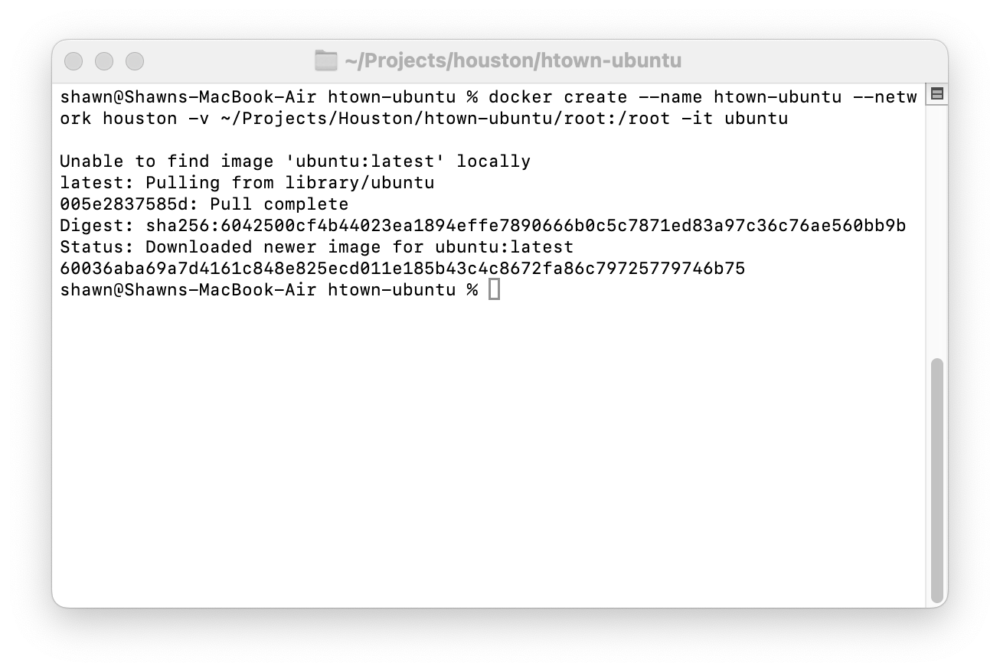 ~/Projects/houston/htown-ubuntu
shawn@Shawns-MacBook-Air htown-ubuntu % docker create --name htown-ubuntu --netw
ork houston -v ~/Projects/Houston/htown-ubuntu/root:/root -it ubuntu
Unable to find image 'ubuntu:latest' locally
latest: Pulling from library/ubuntu
005e2837585d: Pull complete
Digest: sha256:6042500cf4b44023ea1894effe7890666b0c5c7871ed83a97c36c76ae560bb9b
Status: Downloaded newer image for ubuntu:latest
60036aba69a7d4161c848e825ecd011e185b43c4c8672fa86c79725779746b75
shawn@Shawns-MacBook-Air htown-ubuntu %